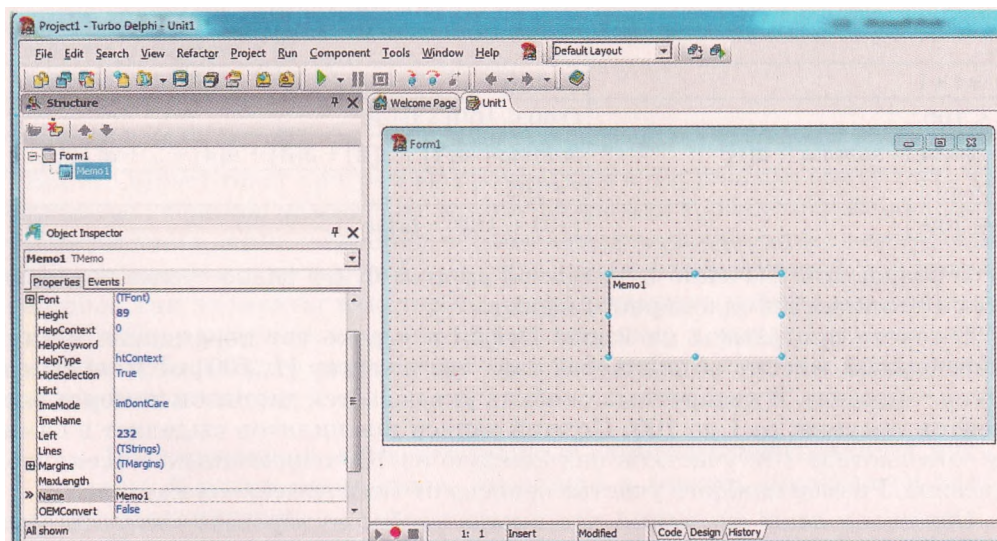 Project1 - Turbo Delphi - Unit1
File Edit Search View Refactor Project Run Component Tools Window Help Default Layout
Structure
Welcome Page Unit1
Form1
Memo1
Form1
Memo1
Object Inspector
Memo1 TMemo
Properties Events
Font (TFont)
Height 89
HelpContext 0
HelpKeyword
HelpType htContext
HideSelection True
Hint
ImeMode imDontCare
ImeName
Left 232
Lines (TStrings)
Margins (TMargins)
MaxLength 0
Name Memo1
OEMConvert False
All shown
1: 1 Insert Modified Code Design History